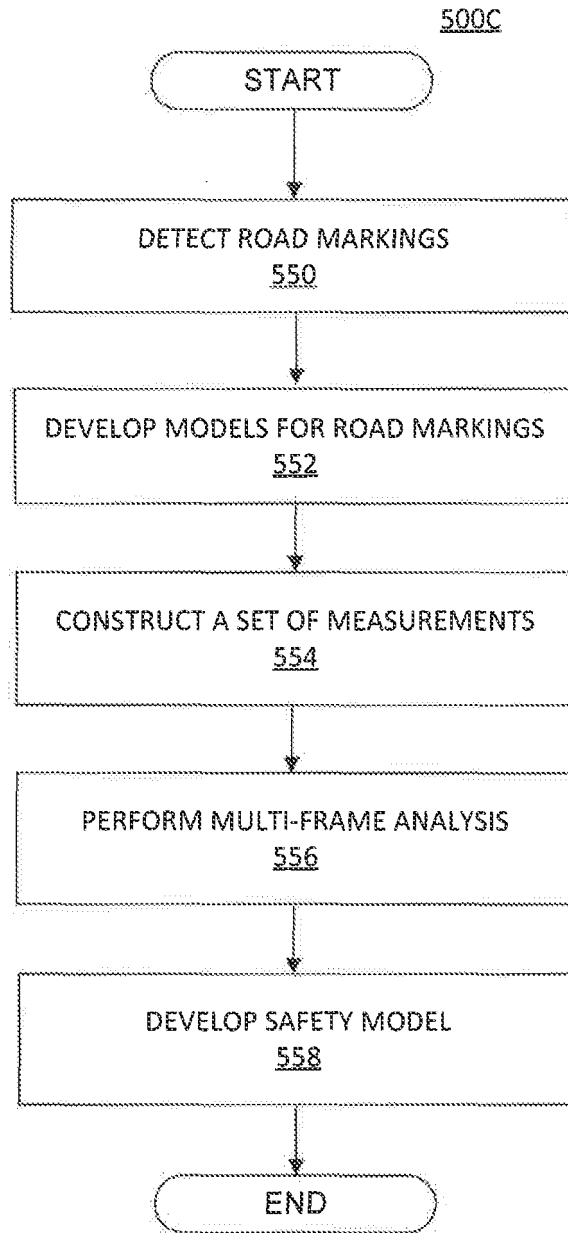 500C
START
DETECT ROAD MARKINGS
550
DEVELOP MODELS FOR ROAD MARKINGS
552
CONSTRUCT A SET OF MEASUREMENTS
554
PERFORM MULTI-FRAME ANALYSIS
556
DEVELOP SAFETY MODEL
558
END